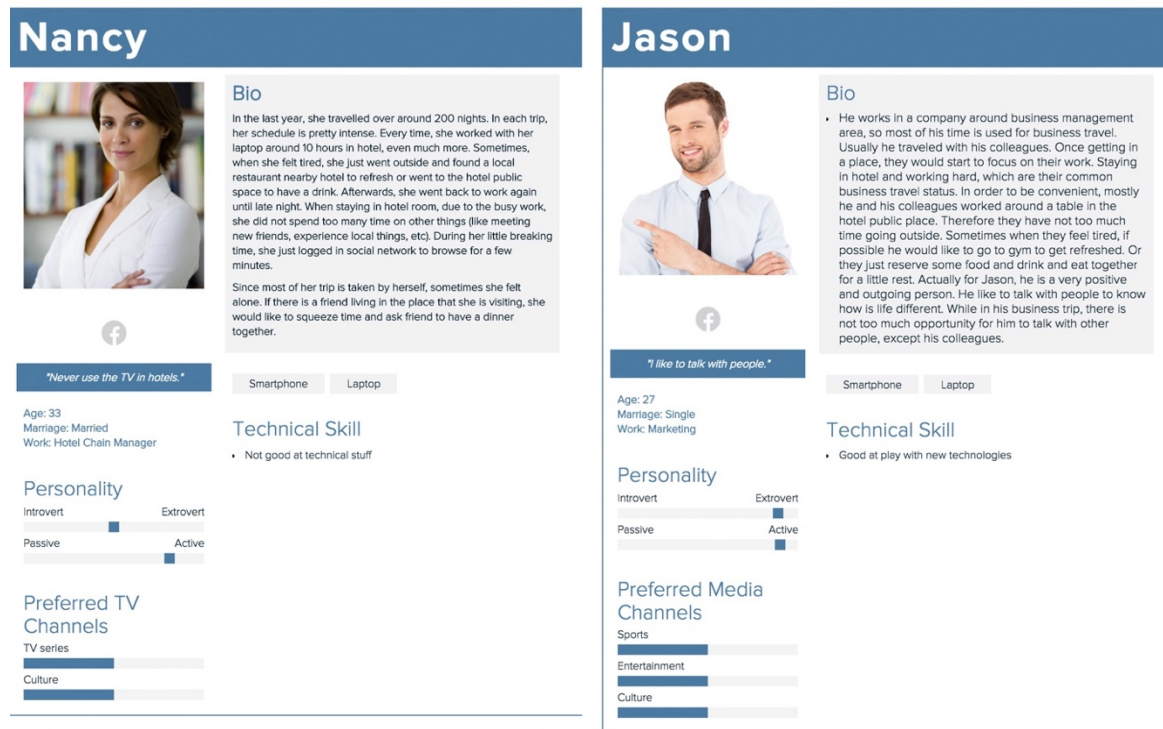 Nancy
Bio
In the last year, she travelled over around 200 nights. In each trip,
her schedule is pretty intense. Every time, she worked with her
laptop around 10 hours in hotel, even much more. Sometimes,
when she felt tired, she just went outside and found a local
restaurant nearby hotel to refresh or went to the hotel public
space to have a drink. Afterwards, she went back to work again
until late night. When staying in hotel room, due to the busy work,
she did not spend too many time on other things (like meeting
new friends, experience local things, etc). During her little breaking
time, she just logged in social network to browse for a few
minutes.
Since most of her trip is taken by herself, sometimes she felt
alone. If there is a friend living in the place that she is visiting, she
would like to squeeze time and ask friend to have a dinner
together.
"Never use the TV in hotels."
Smartphone
Laptop
Age: 33
Marriage: Married
Work: Hotel Chain Manager
Technical Skill
• Not good at technical stuff
Personality
Introvert Extrovert
Passive Active
Preferred TV
Channels
TV series
Culture
Jason
Bio
• He works in a company around business management
area, so most of his time is used for business travel.
Usually he traveled with his colleagues. Once getting in
a place, they would start to focus on their work. Staying
in hotel and working hard, which are their common
business travel status. In order to be convenient, mostly
he and his colleagues worked around a table in the
hotel public place. Therefore they have not too much
time going outside. Sometimes when they feel tired, if
possible he would like to go to gym to get refreshed. Or
they just reserve some food and drink and eat together
for a little rest. Actually for Jason, he is a very positive
and outgoing person. He like to talk with people to know
how is life different. While in his business trip, there is
not too much opportunity for him to talk with other
people, except his colleagues.
"I like to talk with people."
Smartphone
Laptop
Age: 27
Marriage: Single
Work: Marketing
Technical Skill
• Good at play with new technologies
Personality
Introvert Extrovert
Passive Active
Preferred Media
Channels
Sports
Entertainment
Culture